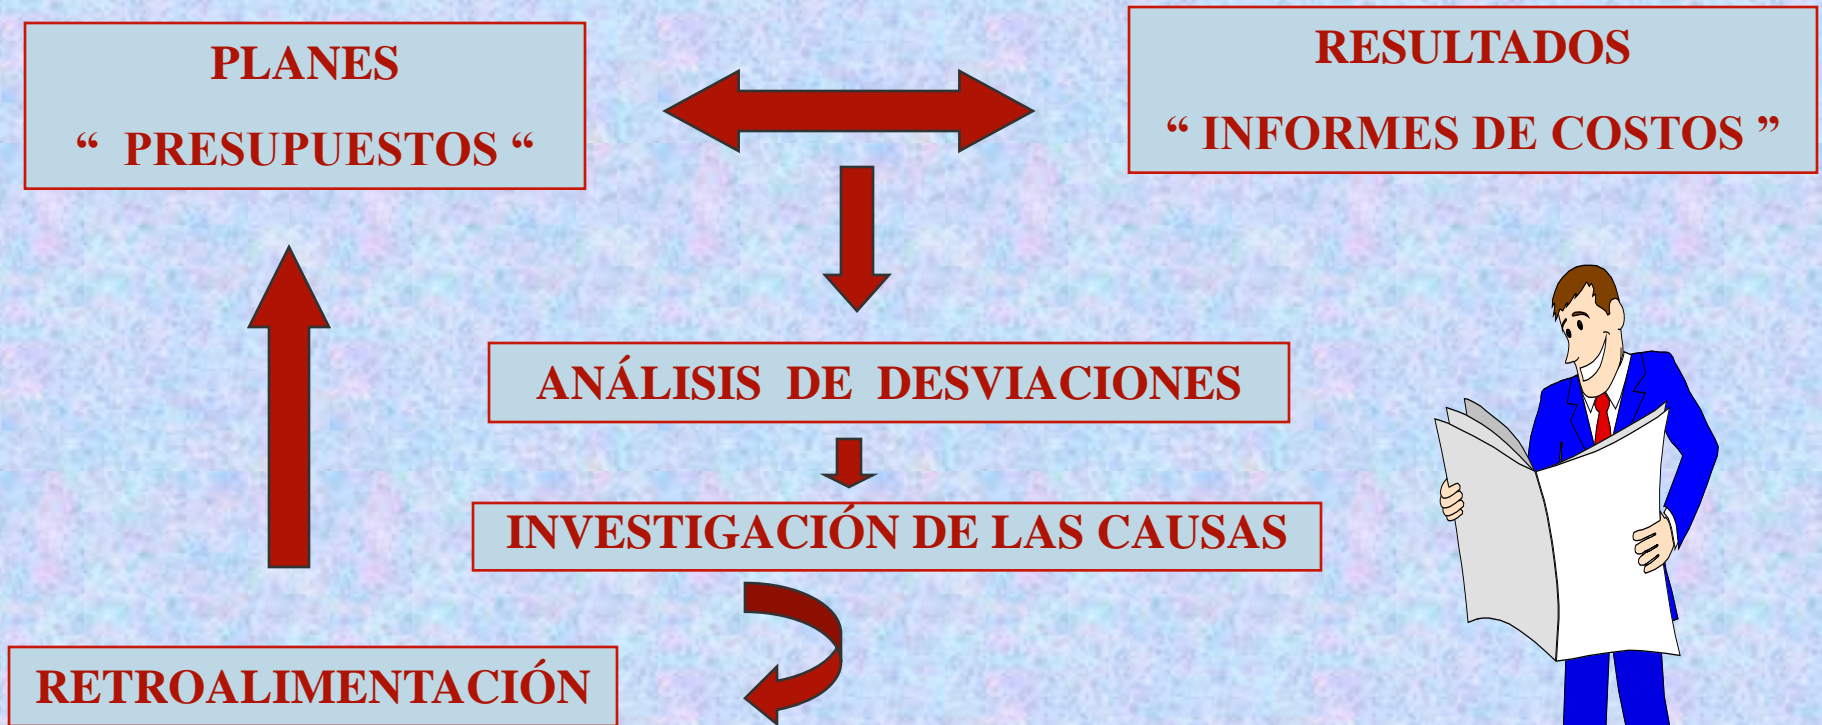 PLANES
“ PRESUPUESTOS “
RESULTADOS
“ INFORMES DE COSTOS ”
ANÁLISIS DE DESVIACIONES
INVESTIGACIÓN DE LAS CAUSAS
RETROALIMENTACIÓN